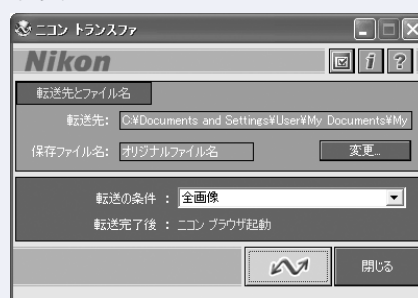 ニコン トランスファ
Nikon
転送先とファイル名
転送先: C:¥Documents and Settings¥User¥My Documents¥My
保存ファイル名: オリジナルファイル名 変更...
転送の条件 : 全画像
転送完了後 : ニコン ブラウザ起動
閉じる